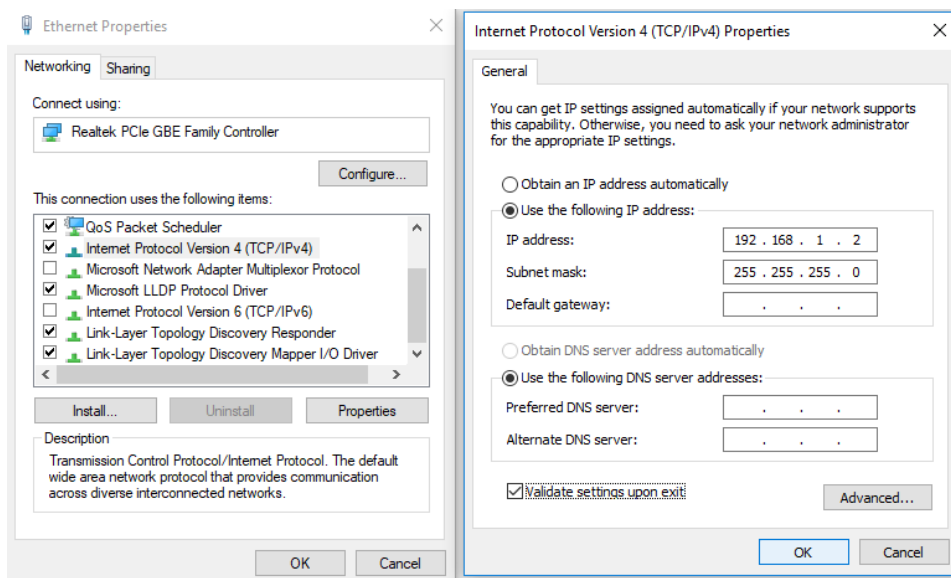 Ethernet Properties
Networking
Sharing
Connect using:
Realtek PCIe GBE Family Controller
Configure...
This connection uses the following items:
QoS Packet Scheduler
Internet Protocol Version 4 (TCP/IPv4)
Microsoft Network Adapter Multiplexor Protocol
Microsoft LLDP Protocol Driver
Internet Protocol Version 6 (TCP/IPv6)
Link-Layer Topology Discovery Responder
Link-Layer Topology Discovery Mapper I/O Driver
Install...
Uninstall
Properties
Description
Transmission Control Protocol/Internet Protocol. The default
wide area network protocol that provides communication
across diverse interconnected networks.
OK
Cancel
Internet Protocol Version 4 (TCP/IPv4) Properties
General
You can get IP settings assigned automatically if your network supports
this capability. Otherwise, you need to ask your network administrator
for the appropriate IP settings.
Obtain an IP address automatically
Use the following IP address:
IP address:
192 . 168 . 1 . 2
Subnet mask:
255 . 255 . 255 . 0
Default gateway:
. . .
Obtain DNS server address automatically
Use the following DNS server addresses:
Preferred DNS server:
. . .
Alternate DNS server:
. . .
Validate settings upon exit
Advanced...
OK
Cancel